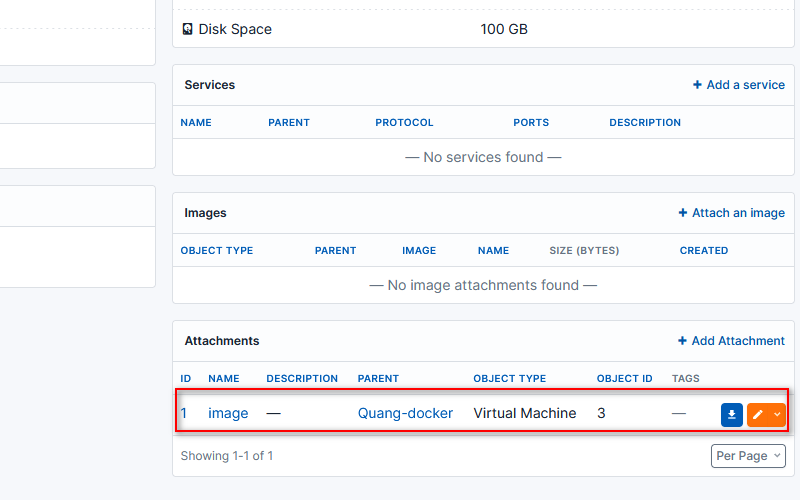 Disk Space 100 GB
Services + Add a service
NAME PARENT PROTOCOL PORTS DESCRIPTION
— No services found —
Images + Attach an image
OBJECT TYPE PARENT IMAGE NAME SIZE (BYTES) CREATED
— No image attachments found —
Attachments + Add Attachment
ID NAME DESCRIPTION PARENT OBJECT TYPE OBJECT ID TAGS
1 image — Quang-docker Virtual Machine 3 —
Showing 1-1 of 1 Per Page